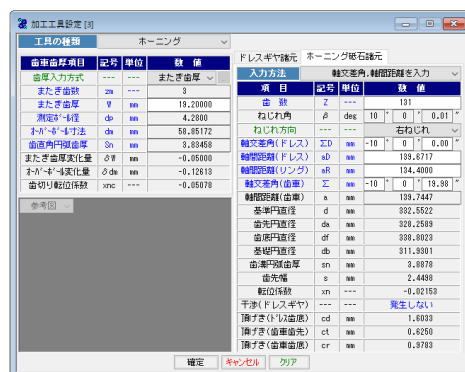 加工工具設定 [3]
工具の種類 ホーニング
歯車歯厚項目 記号 単位 数 値
歯厚入力方式 --- --- またぎ歯厚
またぎ歯数 zm --- 3
またぎ歯厚 W mm 19.20000
測定ボール径 dp mm 4.2800
オーバーボール寸法 dm mm 58.85172
歯直角円弧歯厚 Sn mm 3.83458
またぎ歯厚変化量 δW mm -0.05000
オーバーボール変化量 δdm mm -0.12613
歯切り転位係数 xnc --- -0.05078
参考図
ドレスギヤ諸元 ホーニング砥石諸元
入力方法 軸交差角,軸間距離を入力
項 目 記号 単位 数 値
歯 数 Z --- 131
ねじれ角 β deg 10 ° 0 ' 0.01 "
ねじれ方向 --- --- 右ねじれ
軸交差角(ドレス) ΣD mm -10 ° 0 ' 0.00 "
軸間距離(ドレス) aD mm 139.6717
軸間距離(リング) aR mm 134.4000
軸交差角(歯車) Σ mm -10 ° 0 ' 19.98 "
軸間距離(歯車) a mm 139.7447
基準円直径 d mm 332.5522
歯先円直径 da mm 328.2589
歯底円直径 df mm 338.8023
基礎円直径 db mm 311.9301
歯溝円弧歯厚 sn mm 3.8878
歯先幅 s mm 2.4498
転位係数 xn --- -0.02153
干渉(ドレスギヤ) --- --- 発生しない
頂げき(ドレス歯底) cd mm 1.6033
頂げき(歯車歯先) ct mm 0.6250
頂げき(歯車歯底) cr mm 0.9783
確定 キャンセル クリア